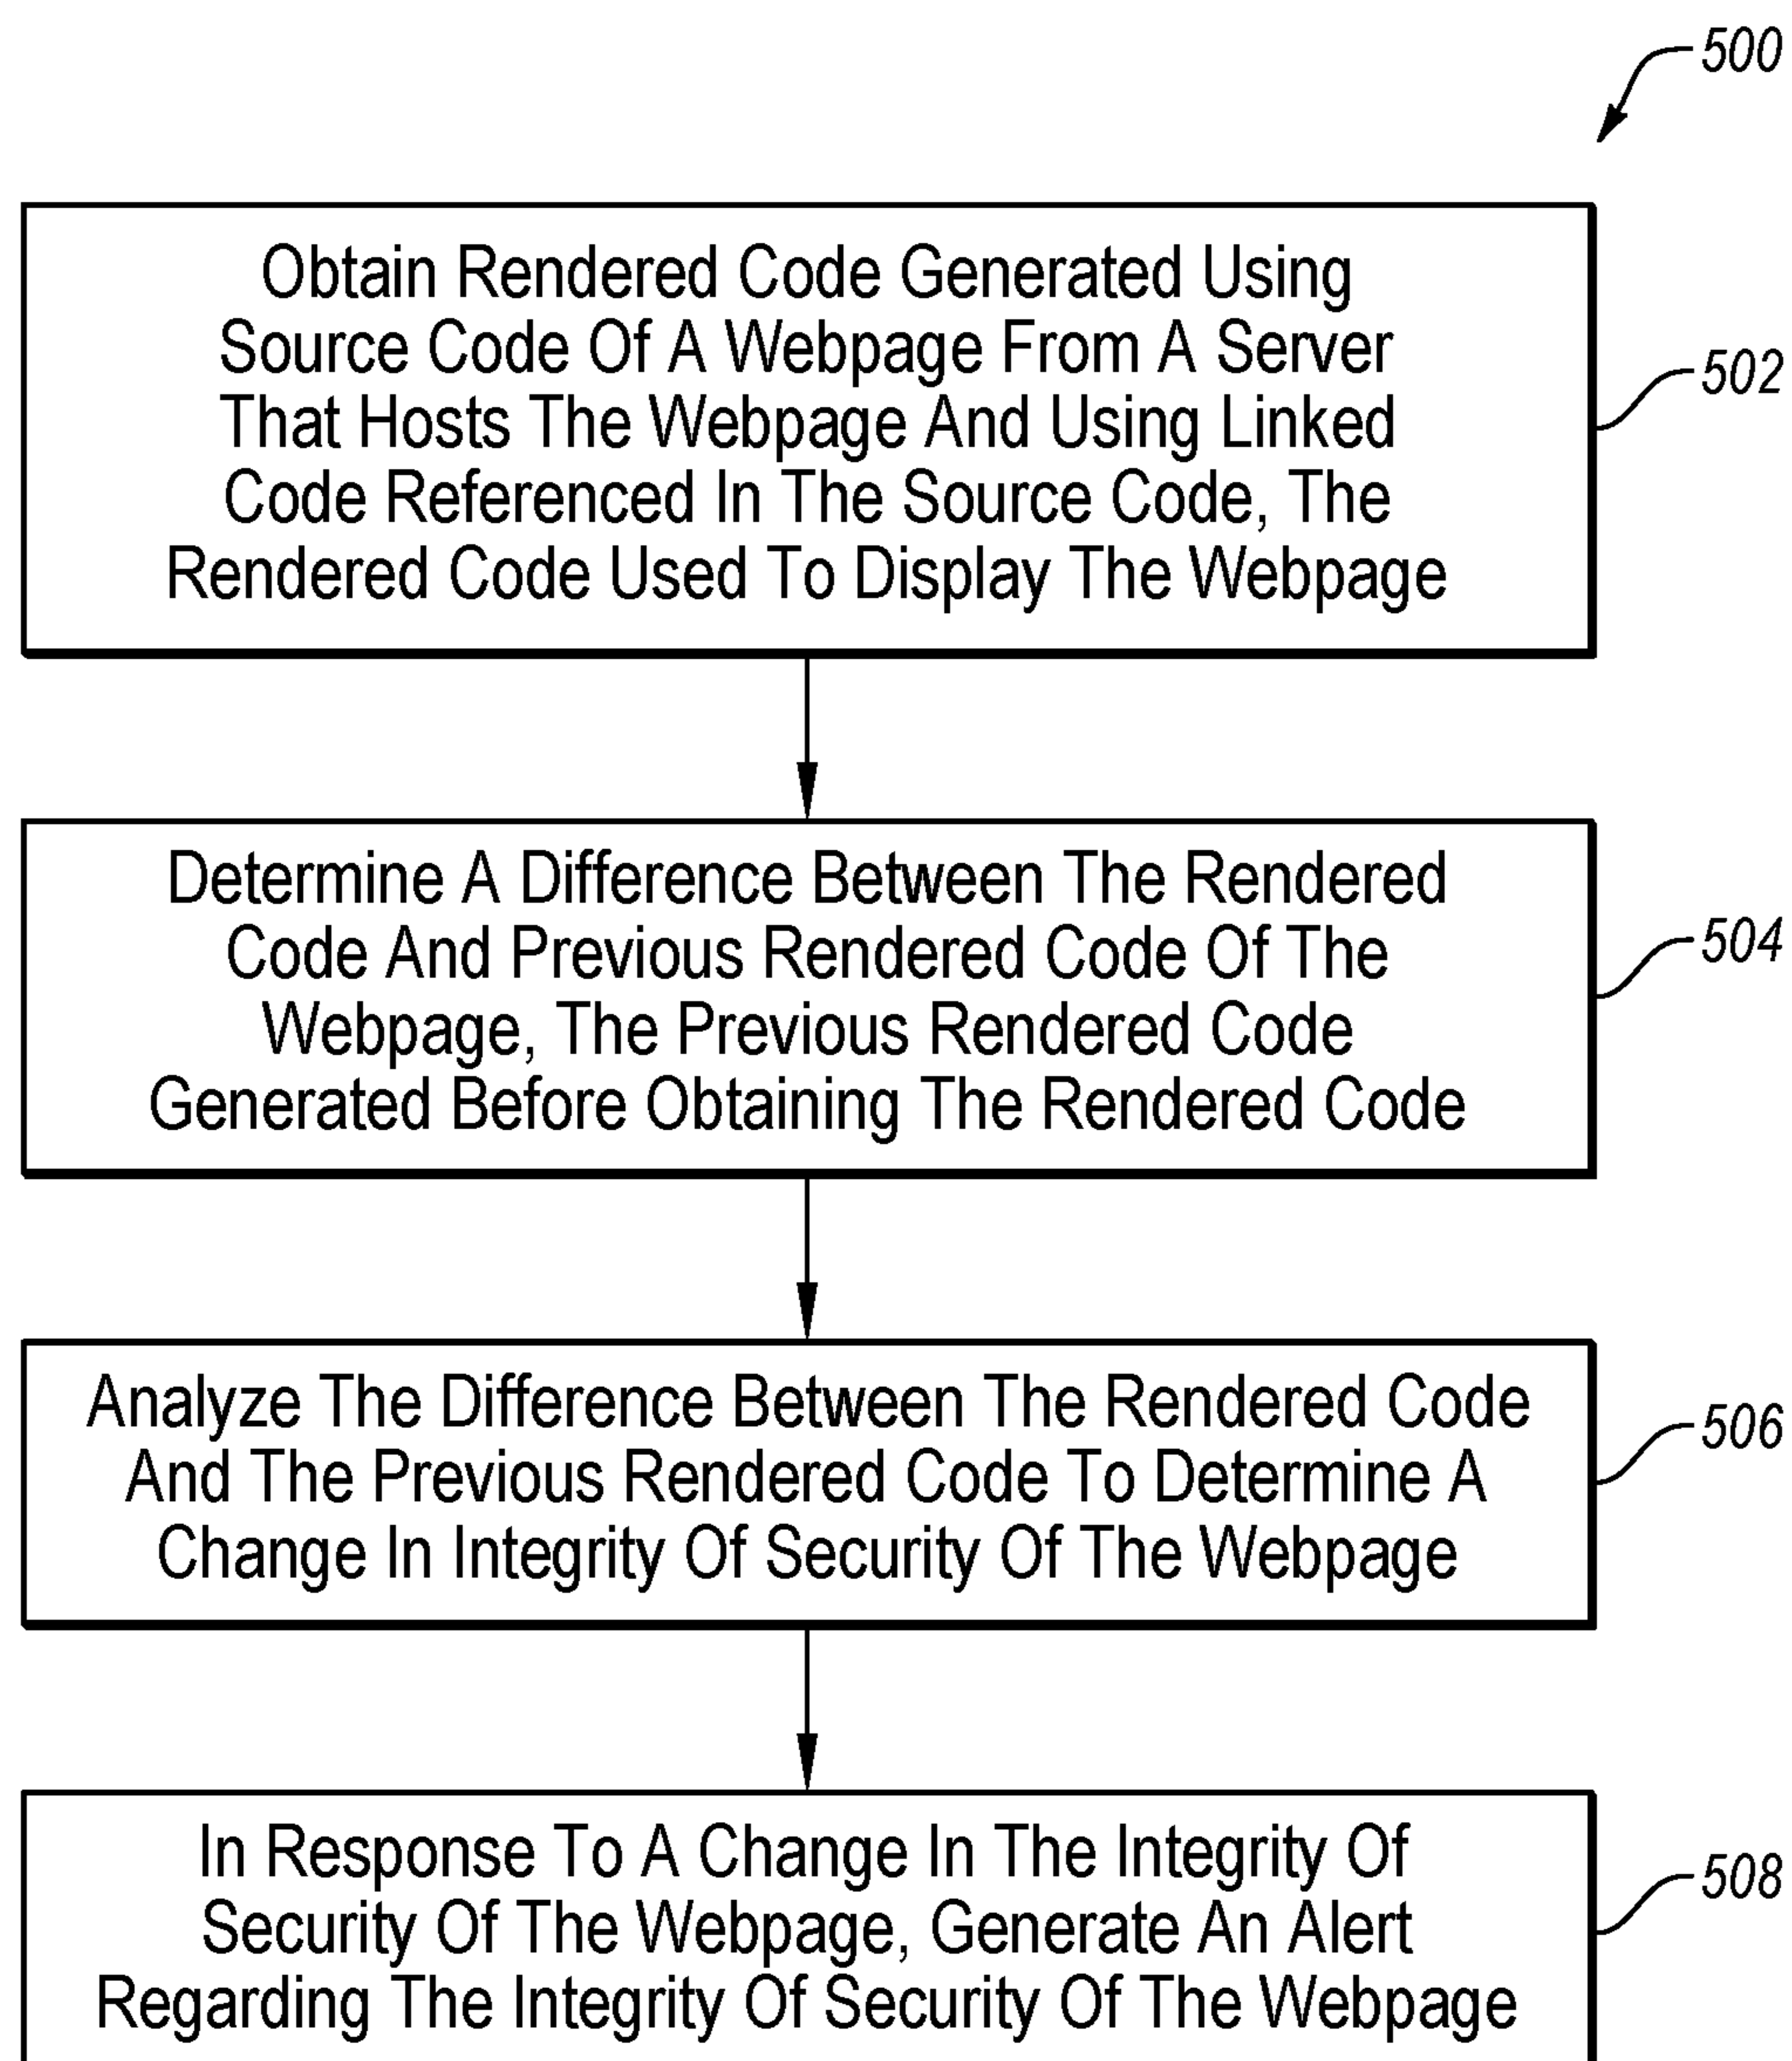 500
Obtain Rendered Code Generated Using
Source Code Of A Webpage From A Server
That Hosts The Webpage And Using Linked
Code Referenced In The Source Code, The
Rendered Code Used To Display The Webpage
502
Determine A Difference Between The Rendered
Code And Previous Rendered Code Of The
Webpage, The Previous Rendered Code
Generated Before Obtaining The Rendered Code
504
Analyze The Difference Between The Rendered Code
And The Previous Rendered Code To Determine A
Change In Integrity Of Security Of The Webpage
506
In Response To A Change In The Integrity Of
Security Of The Webpage, Generate An Alert
Regarding The Integrity Of Security Of The Webpage
508